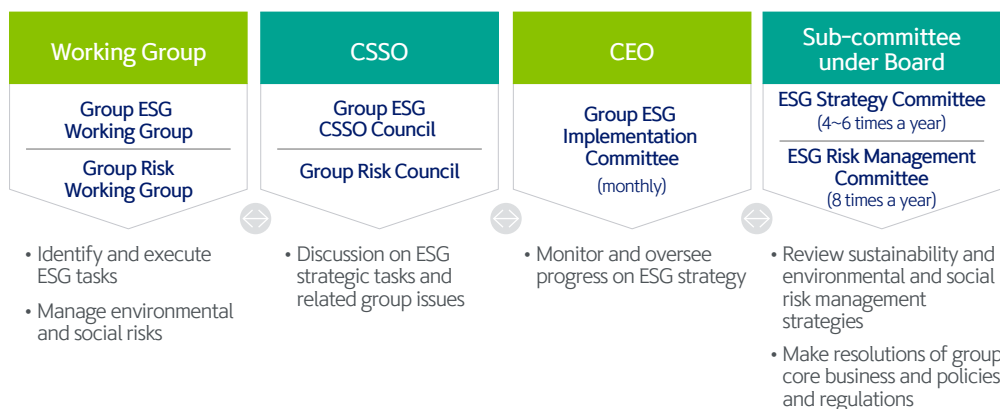 Working Group
Group ESG
Working Group
Group Risk
Working Group
• Identify and execute
ESG tasks
• Manage environmental
and social risks
CSSO
Group ESG
CSSO Council
Group Risk Council
• Discussion on ESG
strategic tasks and
related group issues
CEO
Group ESG
Implementation
Committee
(monthly)
• Monitor and oversee
progress on ESG strategy
Sub-committee
under Board
ESG Strategy Committee
(4~6 times a year)
ESG Risk Management
Committee
(8 times a year)
• Review sustainability and
environmental and social
risk management
strategies
• Make resolutions of group
core business and policies
and regulations